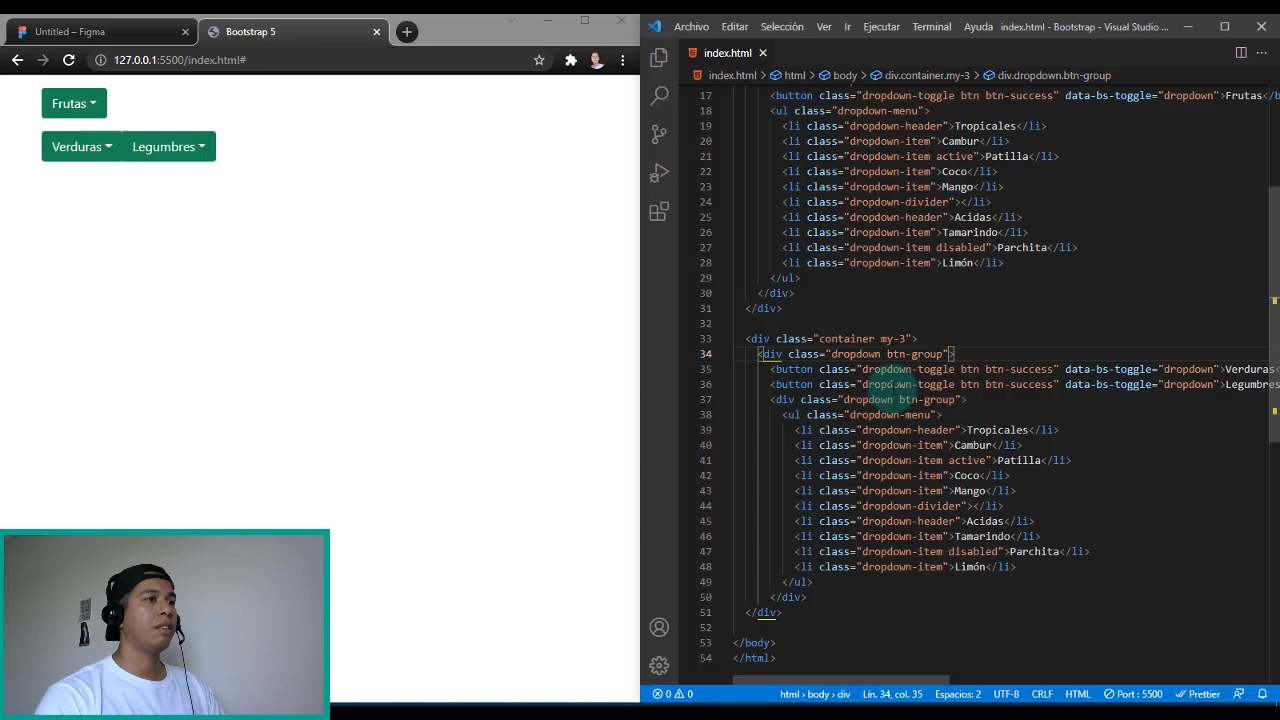 Untitled – Figma
Bootstrap 5
127.0.0.1:5500/index.html#
Frutas
Verduras
Legumbres
Archivo Editar Selección Ver Ir Ejecutar Terminal Ayuda index.html - Bootstrap - Visual Studio ...
index.html
index.html > html > body > div.container.my-3 > div.dropdown.btn-group
17 <button class="dropdown-toggle btn btn-success" data-bs-toggle="dropdown">Frutas</b
18 <ul class="dropdown-menu">
19 <li class="dropdown-header">Tropicales</li>
20 <li class="dropdown-item">Cambur</li>
21 <li class="dropdown-item active">Patilla</li>
22 <li class="dropdown-item">Coco</li>
23 <li class="dropdown-item">Mango</li>
24 <li class="dropdown-divider"></li>
25 <li class="dropdown-header">Acidas</li>
26 <li class="dropdown-item">Tamarindo</li>
27 <li class="dropdown-item disabled">Parchita</li>
28 <li class="dropdown-item">Limón</li>
29 </ul>
30 </div>
31 </div>
32
33 <div class="container my-3">
34 <div class="dropdown btn-group">
35 <button class="dropdown-toggle btn btn-success" data-bs-toggle="dropdown">Verduras<
36 <button class="dropdown-toggle btn btn-success" data-bs-toggle="dropdown">Legumbres
37 <div class="dropdown btn-group">
38 <ul class="dropdown-menu">
39 <li class="dropdown-header">Tropicales</li>
40 <li class="dropdown-item">Cambur</li>
41 <li class="dropdown-item active">Patilla</li>
42 <li class="dropdown-item">Coco</li>
43 <li class="dropdown-item">Mango</li>
44 <li class="dropdown-divider"></li>
45 <li class="dropdown-header">Acidas</li>
46 <li class="dropdown-item">Tamarindo</li>
47 <li class="dropdown-item disabled">Parchita</li>
48 <li class="dropdown-item">Limón</li>
49 </ul>
50 </div>
51 </div>
52
53 </body>
54 </html>
0 0 html > body > div Lín. 34, col. 35 Espacios: 2 UTF-8 CRLF HTML Port : 5500 Prettier